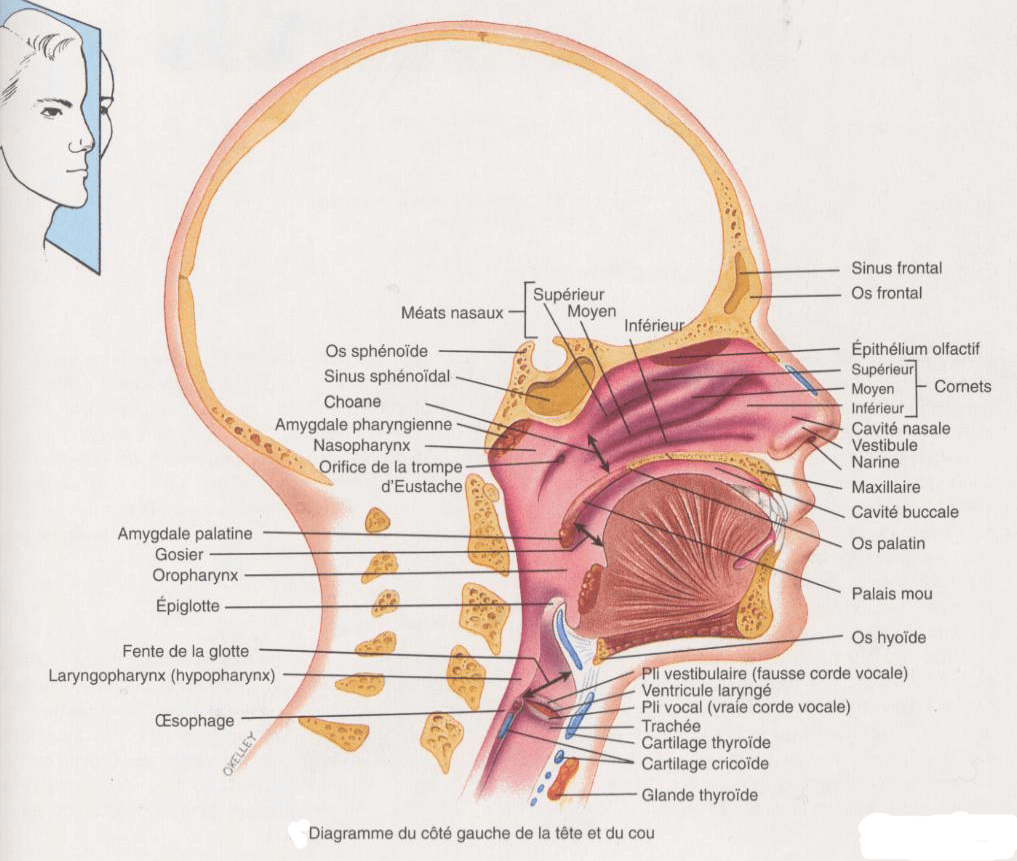 Méats nasaux
Supérieur
Moyen
Inférieur
Os sphénoïde
Sinus sphénoïdal
Choane
Amygdale pharyngienne
Nasopharynx
Orifice de la trompe
d'Eustache
Amygdale palatine
Gosier
Oropharynx
Épiglotte
Fente de la glotte
Laryngopharynx (hypopharynx)
Œsophage
OKELLEY
Sinus frontal
Os frontal
Épithélium olfactif
Supérieur
Moyen
Inférieur
Cornets
Cavité nasale
Vestibule
Narine
Maxillaire
Cavité buccale
Os palatin
Palais mou
Os hyoïde
Pli vestibulaire (fausse corde vocale)
Ventricule laryngé
Pli vocal (vraie corde vocale)
Trachée
Cartilage thyroïde
Cartilage cricoïde
Glande thyroïde
Diagramme du côté gauche de la tête et du cou